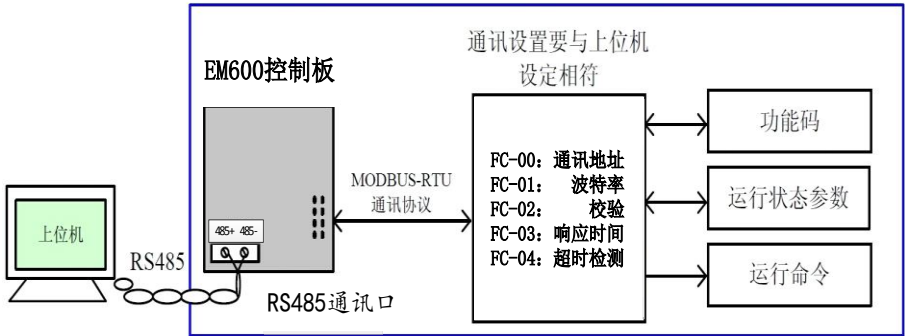 通讯设置要与上位机
设定相符
EM600控制板
上位机
RS485
485+ 485-
RS485通讯口
MODBUS-RTU
通讯协议
FC-00：通讯地址
FC-01： 波特率
FC-02： 校验
FC-03：响应时间
FC-04：超时检测
功能码
运行状态参数
运行命令